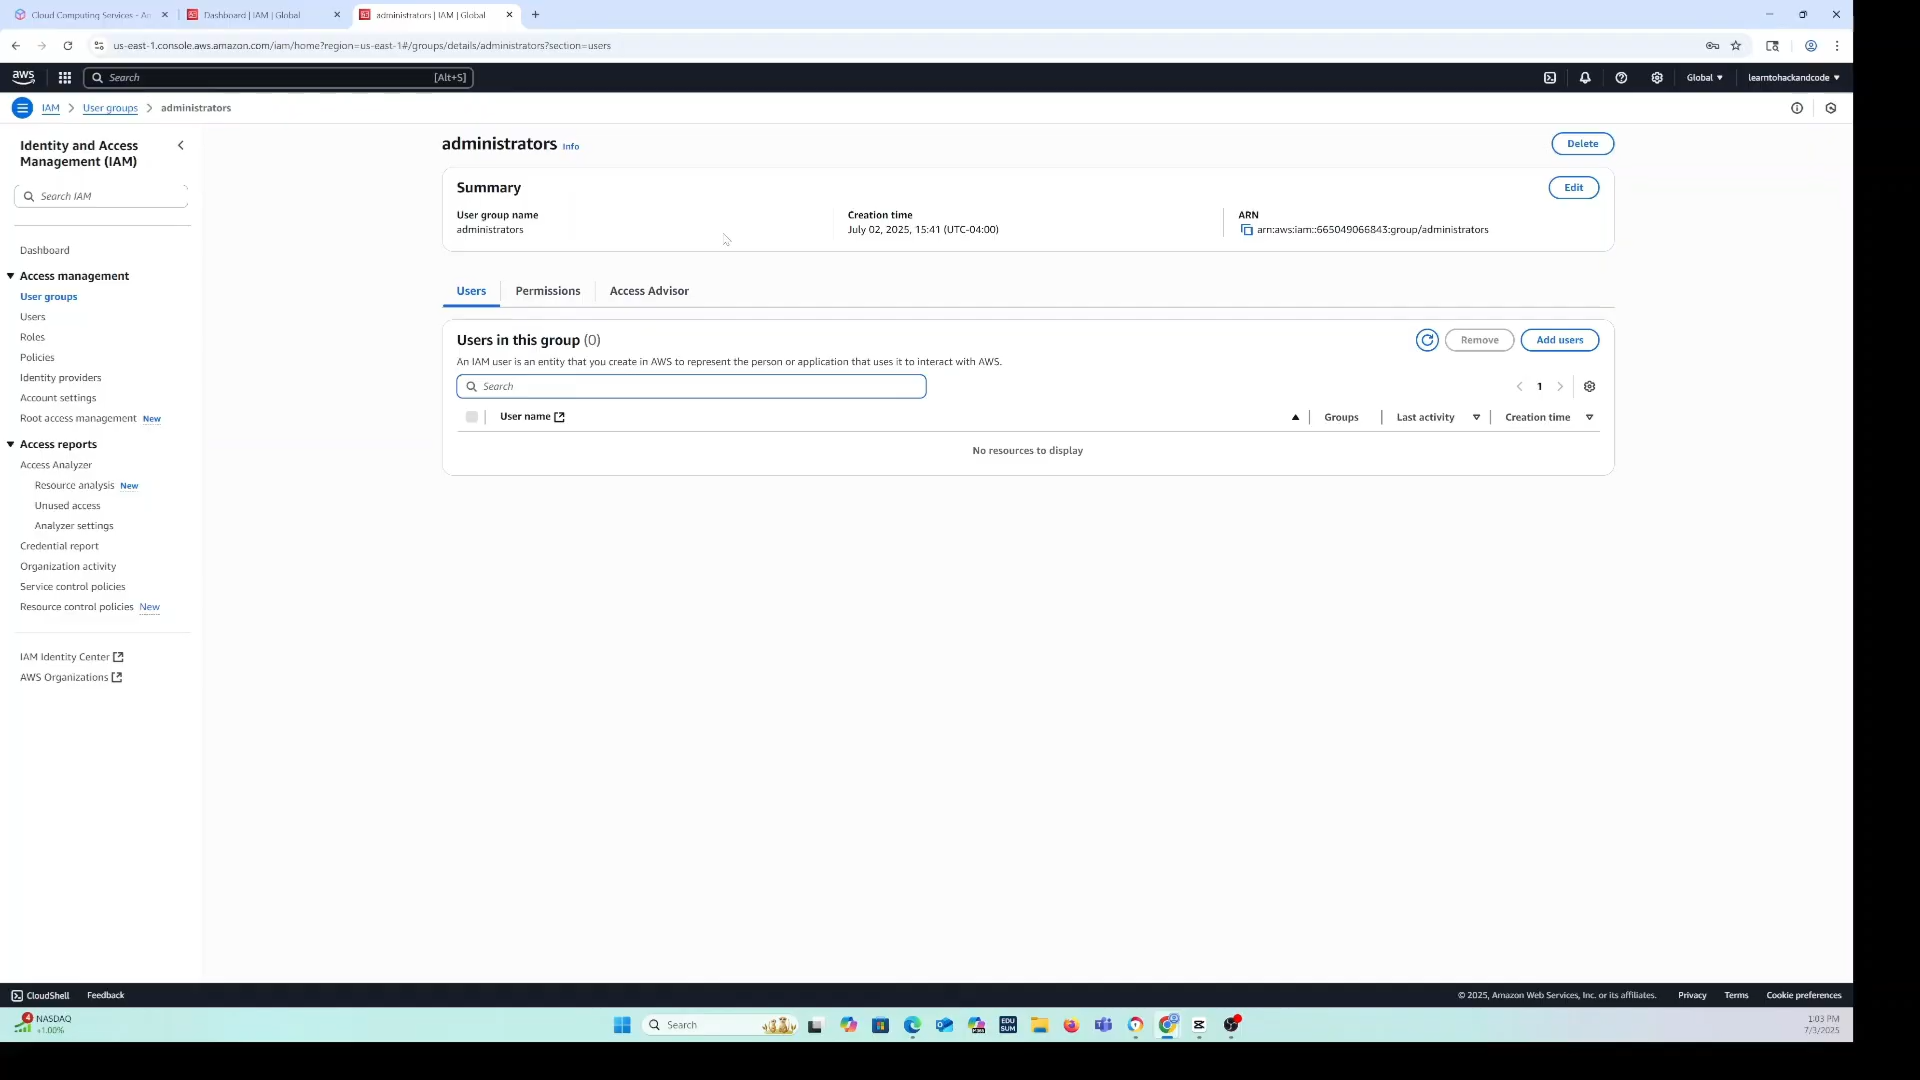 Cloud Computing Services - An
Dashboard | IAM | Global
administrators | IAM | Global
us-east-1.console.aws.amazon.com/iam/home?region=us-east-1#/groups/details/administrators?section=users
aws
Search
[Alt+S]
Global
learntohackandcode
IAM
User groups
administrators
Identity and Access
Management (IAM)
Search IAM
Dashboard
Access management
User groups
Users
Roles
Policies
Identity providers
Account settings
Root access management New
Access reports
Access Analyzer
Resource analysis New
Unused access
Analyzer settings
Credential report
Organization activity
Service control policies
Resource control policies New
IAM Identity Center
AWS Organizations
administrators Info
Delete
Summary
Edit
User group name
administrators
Creation time
July 02, 2025, 15:41 (UTC-04:00)
ARN
arn:aws:iam::665049066843:group/administrators
Users
Permissions
Access Advisor
Users in this group (0)
Remove
Add users
An IAM user is an entity that you create in AWS to represent the person or application that uses it to interact with AWS.
Search
1
User name
Groups
Last activity
Creation time
No resources to display
CloudShell
Feedback
© 2025, Amazon Web Services, Inc. or its affiliates.
Privacy
Terms
Cookie preferences
4
NASDAQ
+1.00%
Search
EDU
SUM
1:03 PM
7/3/2025